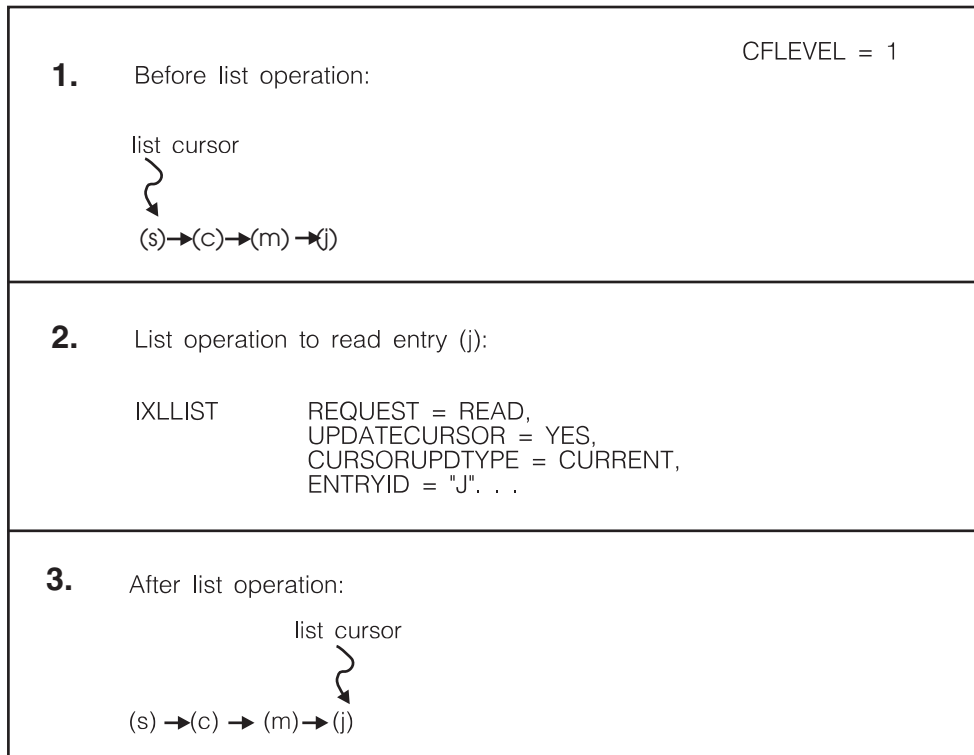 CFLEVEL = 1
1. Before list operation:
list cursor
(s)→(c)→(m)→(j)
2. List operation to read entry (j):
IXLLIST REQUEST = READ,
UPDATECURSOR = YES,
CURSORUPDTYPE = CURRENT,
ENTRYID = "J". . .
3. After list operation:
list cursor
(s)→(c)→(m)→(j)